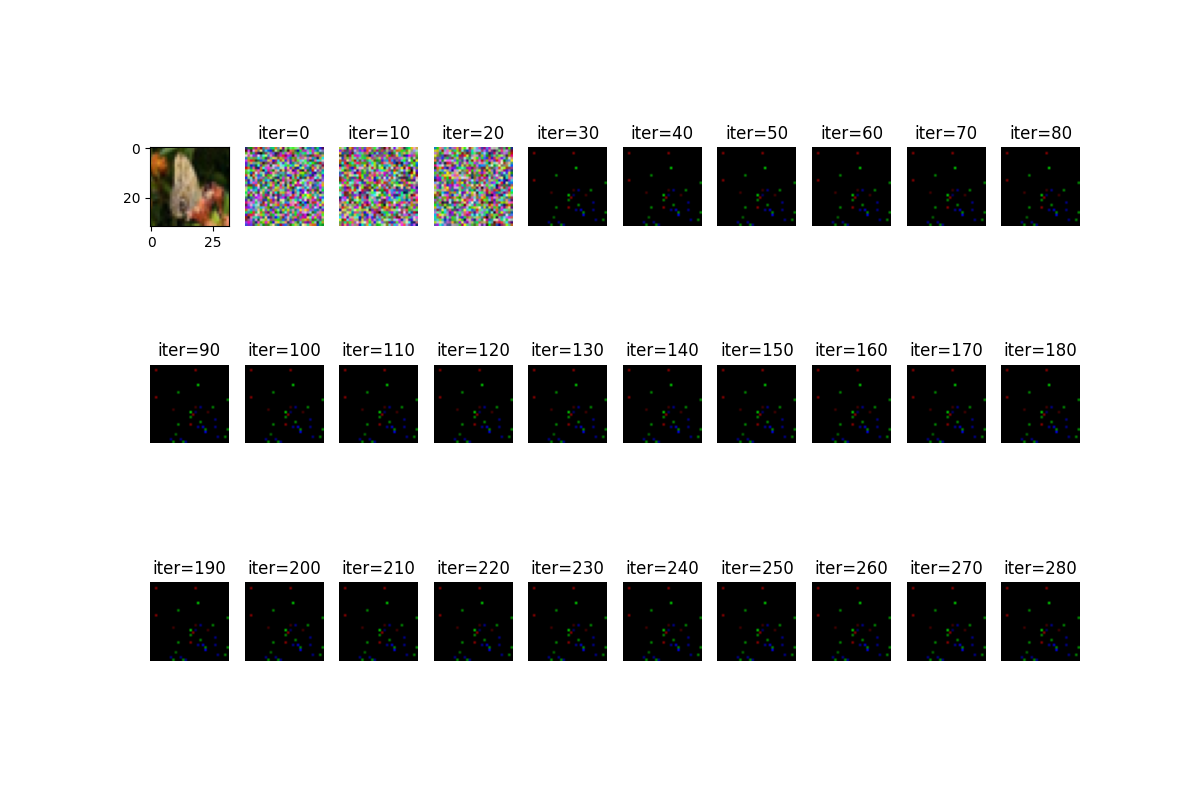 iter=0 iter=10 iter=20 iter=30 iter=40 iter=50 iter=60 iter=70 iter=80
0
20
0 25
iter=90 iter=100 iter=110 iter=120 iter=130 iter=140 iter=150 iter=160 iter=170 iter=180
iter=190 iter=200 iter=210 iter=220 iter=230 iter=240 iter=250 iter=260 iter=270 iter=280